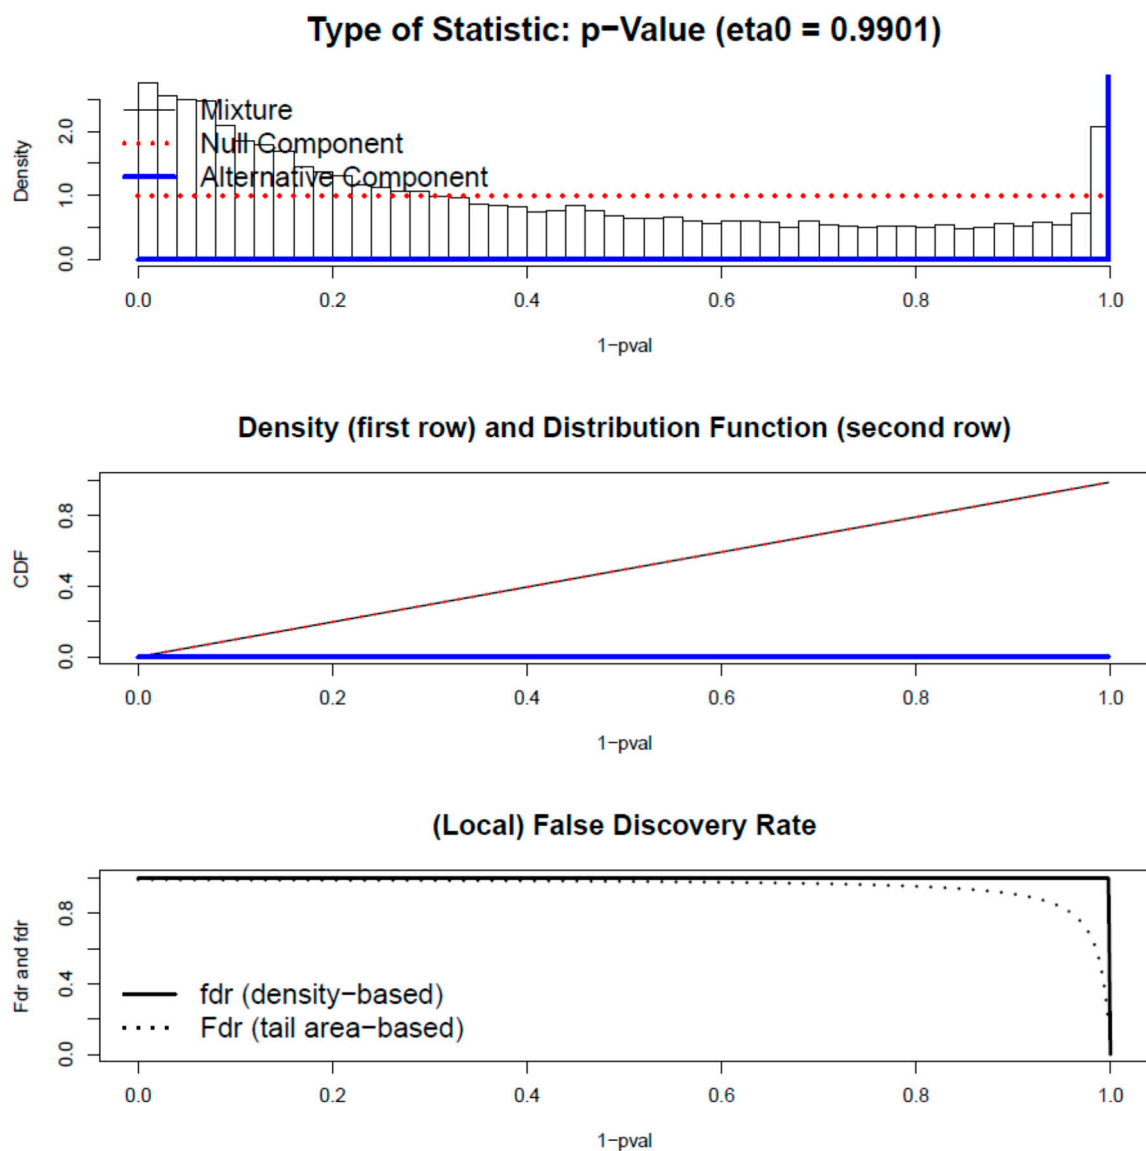 Type of Statistic: p−Value (eta0 = 0.9901)
Density
2.0
1.0
0.0
Mixture
Null Component
Alternative Component
0.0 0.2 0.4 0.6 0.8 1.0
1−pval
Density (first row) and Distribution Function (second row)
CDF
0.8
0.4
0.0
0.0 0.2 0.4 0.6 0.8 1.0
1−pval
(Local) False Discovery Rate
Fdr and fdr
0.8
0.4
0.0
fdr (density−based)
Fdr (tail area−based)
0.0 0.2 0.4 0.6 0.8 1.0
1−pval